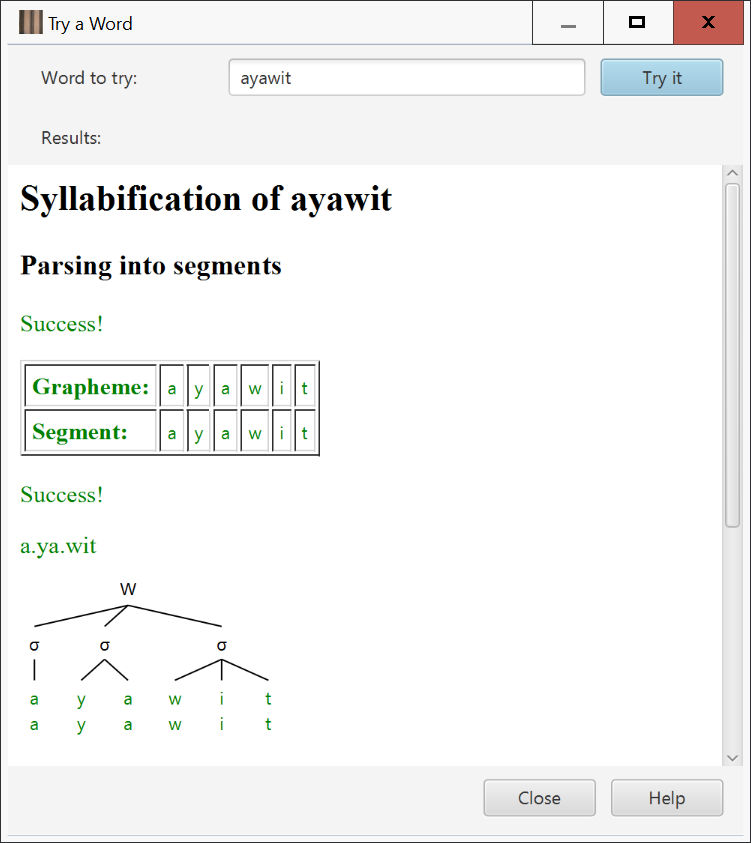 Try a Word
X
Word to try: ayawit Try it
Results:
Syllabification of ayawit
Parsing into segments
Success!
Grapheme: a y a w i t
Segment: a y a w i t
Success!
a.ya.wit
W
σ σ σ
a y a w i t
a y a w i t
Close Help